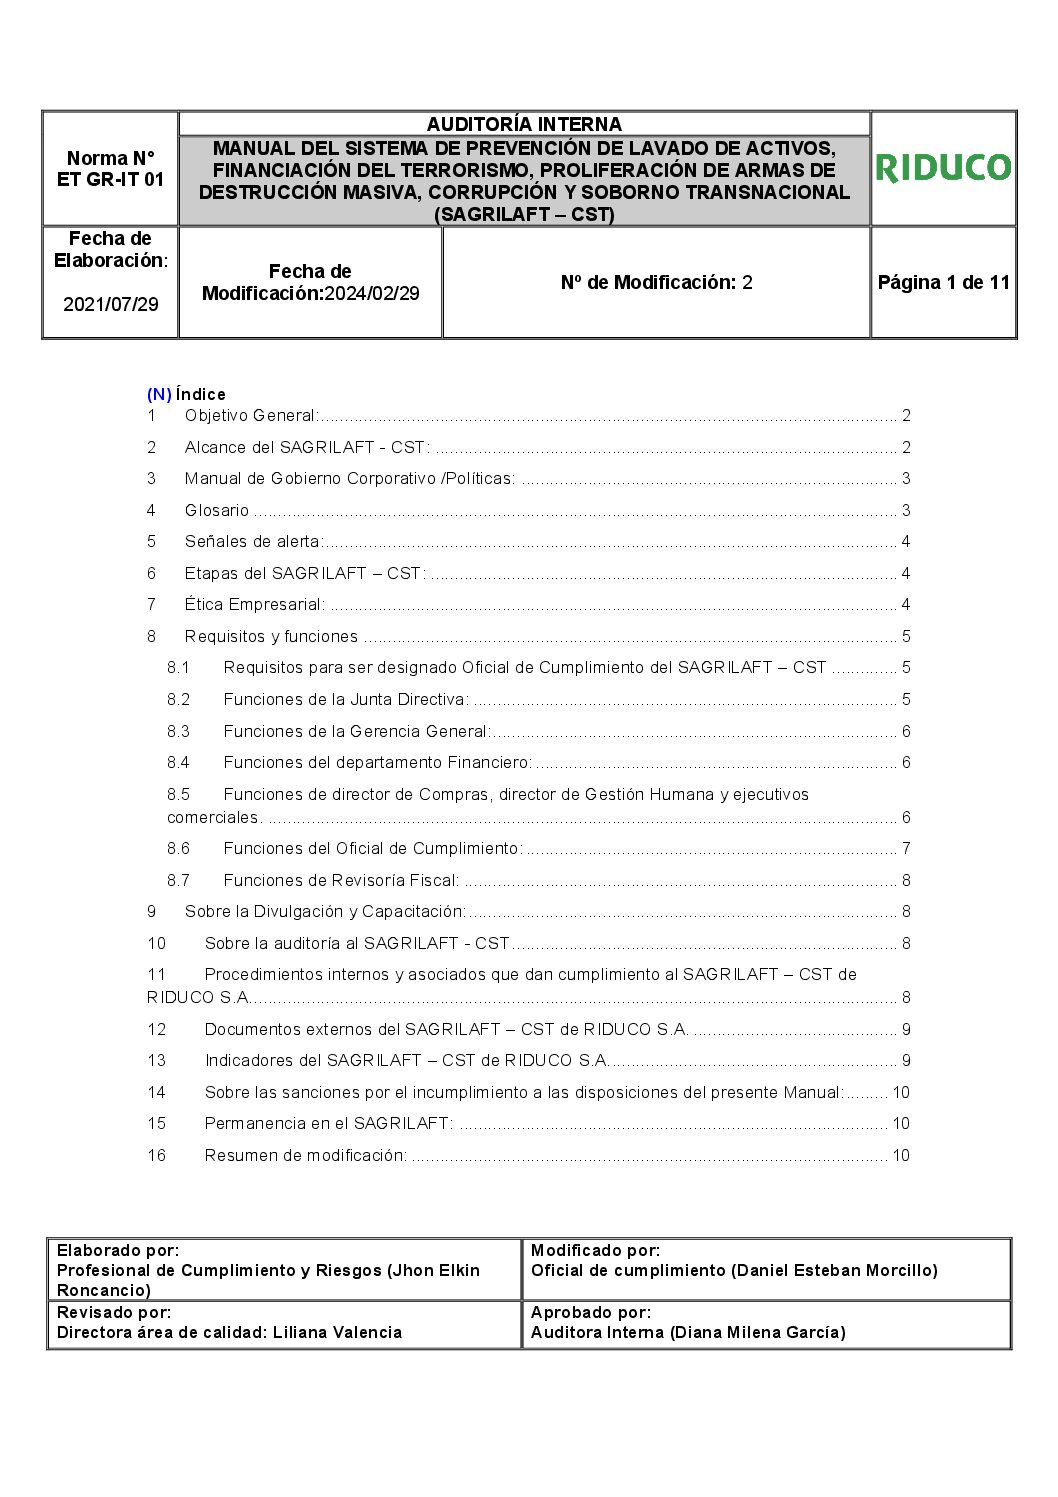 Norma N°
ET GR-IT 01
AUDITORÍA INTERNA
MANUAL DEL SISTEMA DE PREVENCIÓN DE LAVADO DE ACTIVOS,
FINANCIACIÓN DEL TERRORISMO, PROLIFERACIÓN DE ARMAS DE
DESTRUCCIÓN MASIVA, CORRUPCIÓN Y SOBORNO TRANSNACIONAL
(SAGRILAFT – CST)
RIDUCO
Fecha de
Elaboración:
2021/07/29
Fecha de
Modificación:2024/02/29
Nº de Modificación: 2
Página 1 de 11
(N) Índice
1 Objetivo General: 2
2 Alcance del SAGRILAFT - CST: 2
3 Manual de Gobierno Corporativo /Políticas: 3
4 Glosario 3
5 Señales de alerta: 4
6 Etapas del SAGRILAFT – CST: 4
7 Ética Empresarial: 4
8 Requisitos y funciones 5
8.1 Requisitos para ser designado Oficial de Cumplimiento del SAGRILAFT – CST 5
8.2 Funciones de la Junta Directiva: 5
8.3 Funciones de la Gerencia General: 6
8.4 Funciones del departamento Financiero: 6
8.5 Funciones de director de Compras, director de Gestión Humana y ejecutivos
comerciales. 6
8.6 Funciones del Oficial de Cumplimiento: 7
8.7 Funciones de Revisoría Fiscal: 8
9 Sobre la Divulgación y Capacitación: 8
10 Sobre la auditoría al SAGRILAFT - CST 8
11 Procedimientos internos y asociados que dan cumplimiento al SAGRILAFT – CST de
RIDUCO S.A. 8
12 Documentos externos del SAGRILAFT – CST de RIDUCO S.A. 9
13 Indicadores del SAGRILAFT – CST de RIDUCO S.A. 9
14 Sobre las sanciones por el incumplimiento a las disposiciones del presente Manual: 10
15 Permanencia en el SAGRILAFT: 10
16 Resumen de modificación: 10
Elaborado por:
Profesional de Cumplimiento y Riesgos (Jhon Elkin
Roncancio)
Modificado por:
Oficial de cumplimiento (Daniel Esteban Morcillo)
Revisado por:
Directora área de calidad: Liliana Valencia
Aprobado por:
Auditora Interna (Diana Milena García)